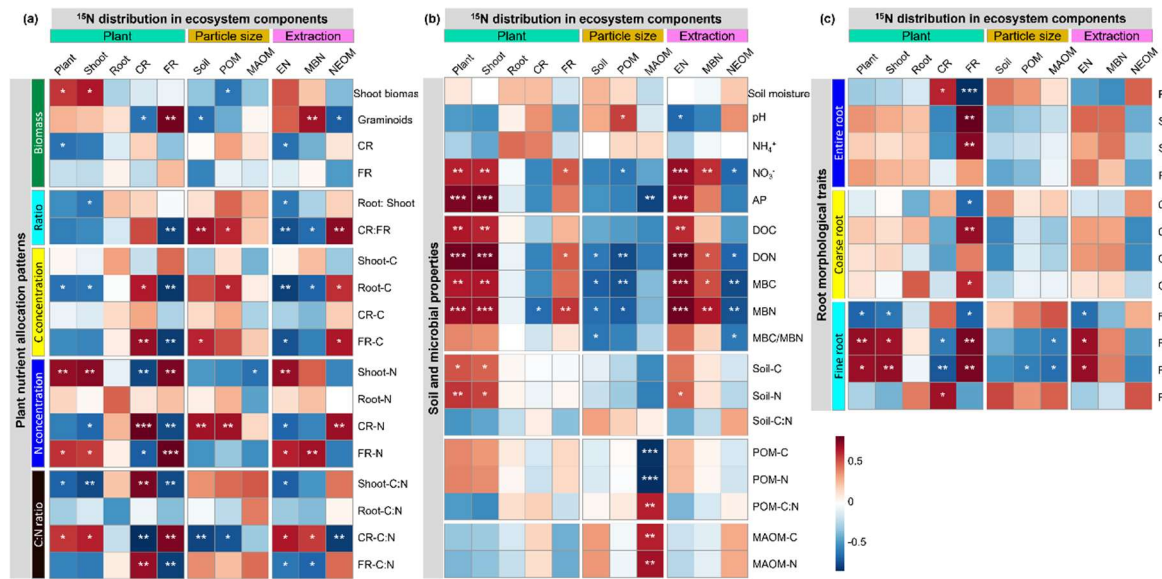 (a)
¹⁵N distribution in ecosystem components
Plant Particle size Extraction
Plant Shoot Root CR FR Soil POM MAOM EN MBN NEOM
Plant nutrient allocation patterns
Biomass
* * * Shoot biomas
* ** * ** * Graminoids
* * CR
FR
Ratio
* * Root: Shoot
** ** * ** * ** CR:FR
C concentration
Shoot-C
* * * ** * ** * * Root-C
CR-C
** ** * * * FR-C
N concentration
** ** ** ** * ** Shoot-N
Root-N
* *** ** ** ** * ** CR-N
* * * *** ** ** FR-N
C:N ratio
* ** ** ** * Shoot-C:N
Root-C:N
* * ** ** ** * * * ** CR-C:N
** ** * * FR-C:N
(b)
¹⁵N distribution in ecosystem components
Plant Particle size Extraction
Plant Shoot Root CR FR Soil POM MAOM EN MBN NEOM
Soil and microbial properties
Soil moisture
* * pH
NH₄⁺
** ** * * *** ** * NO₃⁻
*** *** ** *** AP
** ** ** DOC
*** *** * * ** *** * * DON
** ** * ** *** * ** MBC
*** *** * ** * * *** ** ** MBN
* * MBC/MBN
* * Soil-C
** * * Soil-N
Soil-C:N
*** POM-C
*** POM-N
** POM-C:N
** MAOM-C
** MAOM-N
(c)
¹⁵N distribution in ecosystem components
Plant Particle size Extraction
Plant Shoot Root CR FR Soil POM MAOM EN MBN NEOM
Root morphological traits
Entire root
* ***
**
**
Coarse root
*
**
*
Fine root
* * * *
** * * ** * *
* ** ** ** * * *
*
0.5
0
-0.5